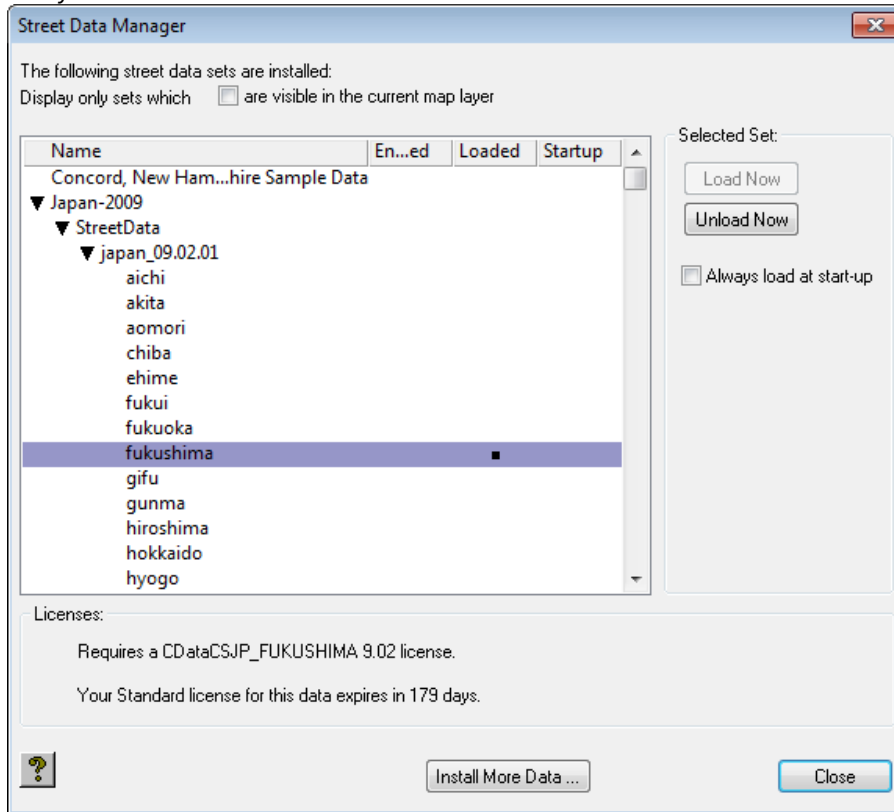 Street Data Manager
The following street data sets are installed:
Display only sets which are visible in the current map layer
Name En...ed Loaded Startup
Concord, New Ham...hire Sample Data
Japan-2009
StreetData
japan_09.02.01
aichi
akita
aomori
chiba
ehime
fukui
fukuoka
fukushima
gifu
gunma
hiroshima
hokkaido
hyogo
Selected Set:
Load Now
Unload Now
Always load at start-up
Licenses:
Requires a CDataCSJP_FUKUSHIMA 9.02 license.
Your Standard license for this data expires in 179 days.
?
Install More Data ...
Close